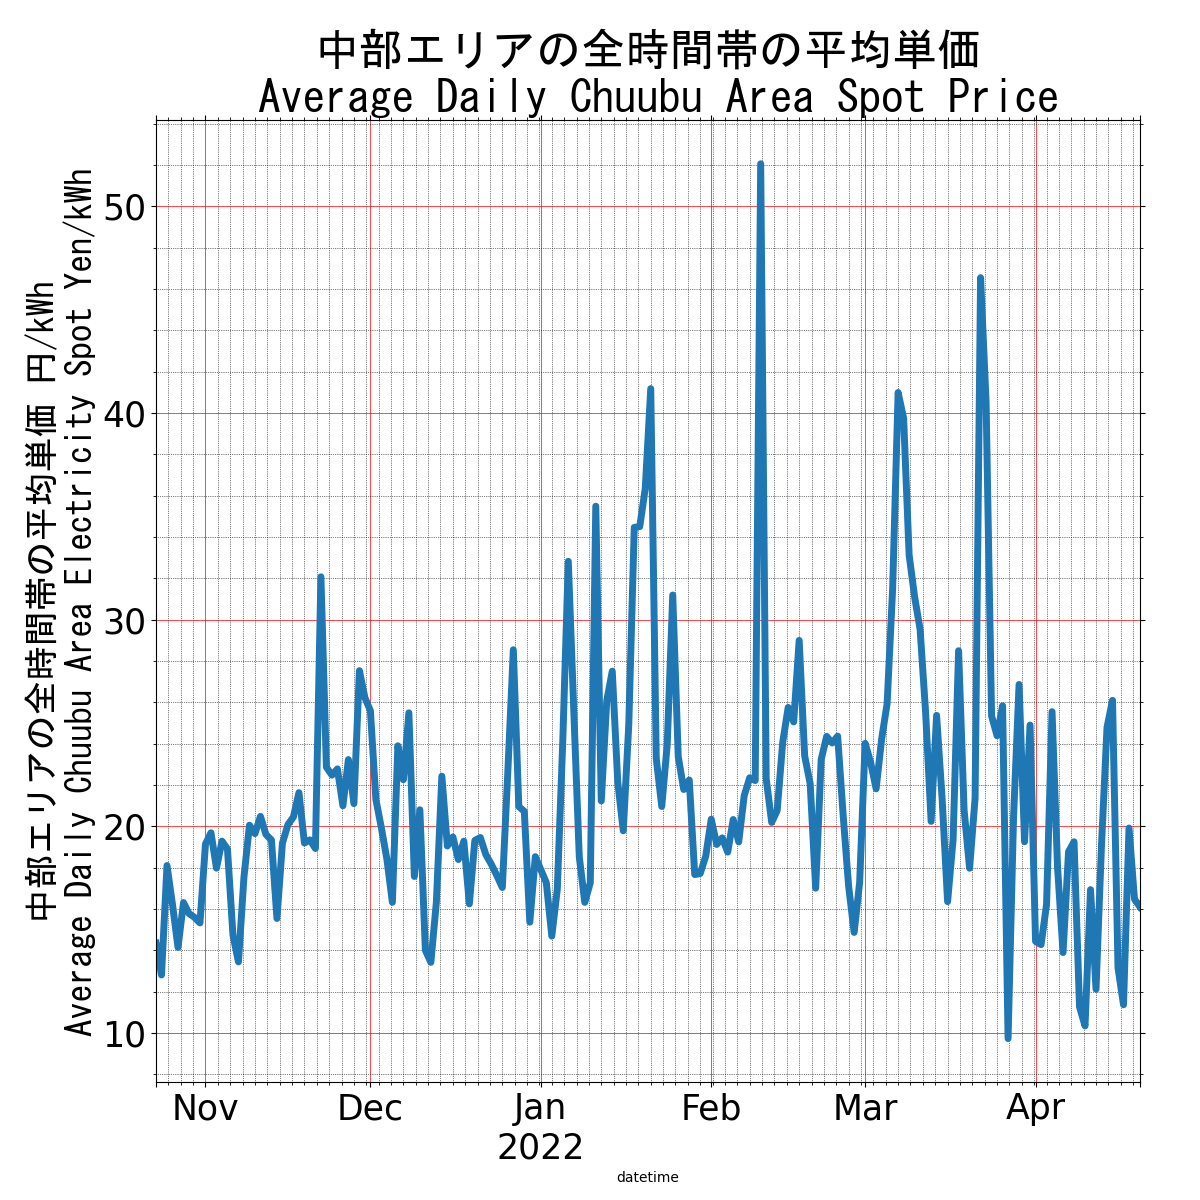 中部エリアの全時間帯の平均単価
Average Daily Chuubu Area Spot Price
中部エリアの全時間帯の平均単価 円/kWh
Average Daily Chuubu Area Electricity Spot Yen/kWh
50
40
30
20
10
Nov Dec Jan Feb Mar Apr
2022
datetime